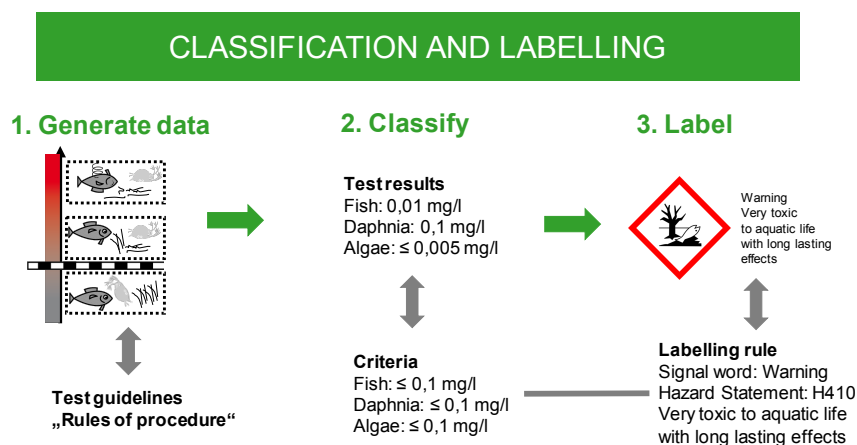 CLASSIFICATION AND LABELLING
1. Generate data
2. Classify
3. Label
Test results
Fish: 0,01 mg/l
Daphnia: 0,1 mg/l
Algae: ≤ 0,005 mg/l
Warning
Very toxic
to aquatic life
with long lasting
effects
Test guidelines
„Rules of procedure“
Criteria
Fish: ≤ 0,1 mg/l
Daphnia: ≤ 0,1 mg/l
Algae: ≤ 0,1 mg/l
Labelling rule
Signal word: Warning
Hazard Statement: H410
Very toxic to aquatic life
with long lasting effects